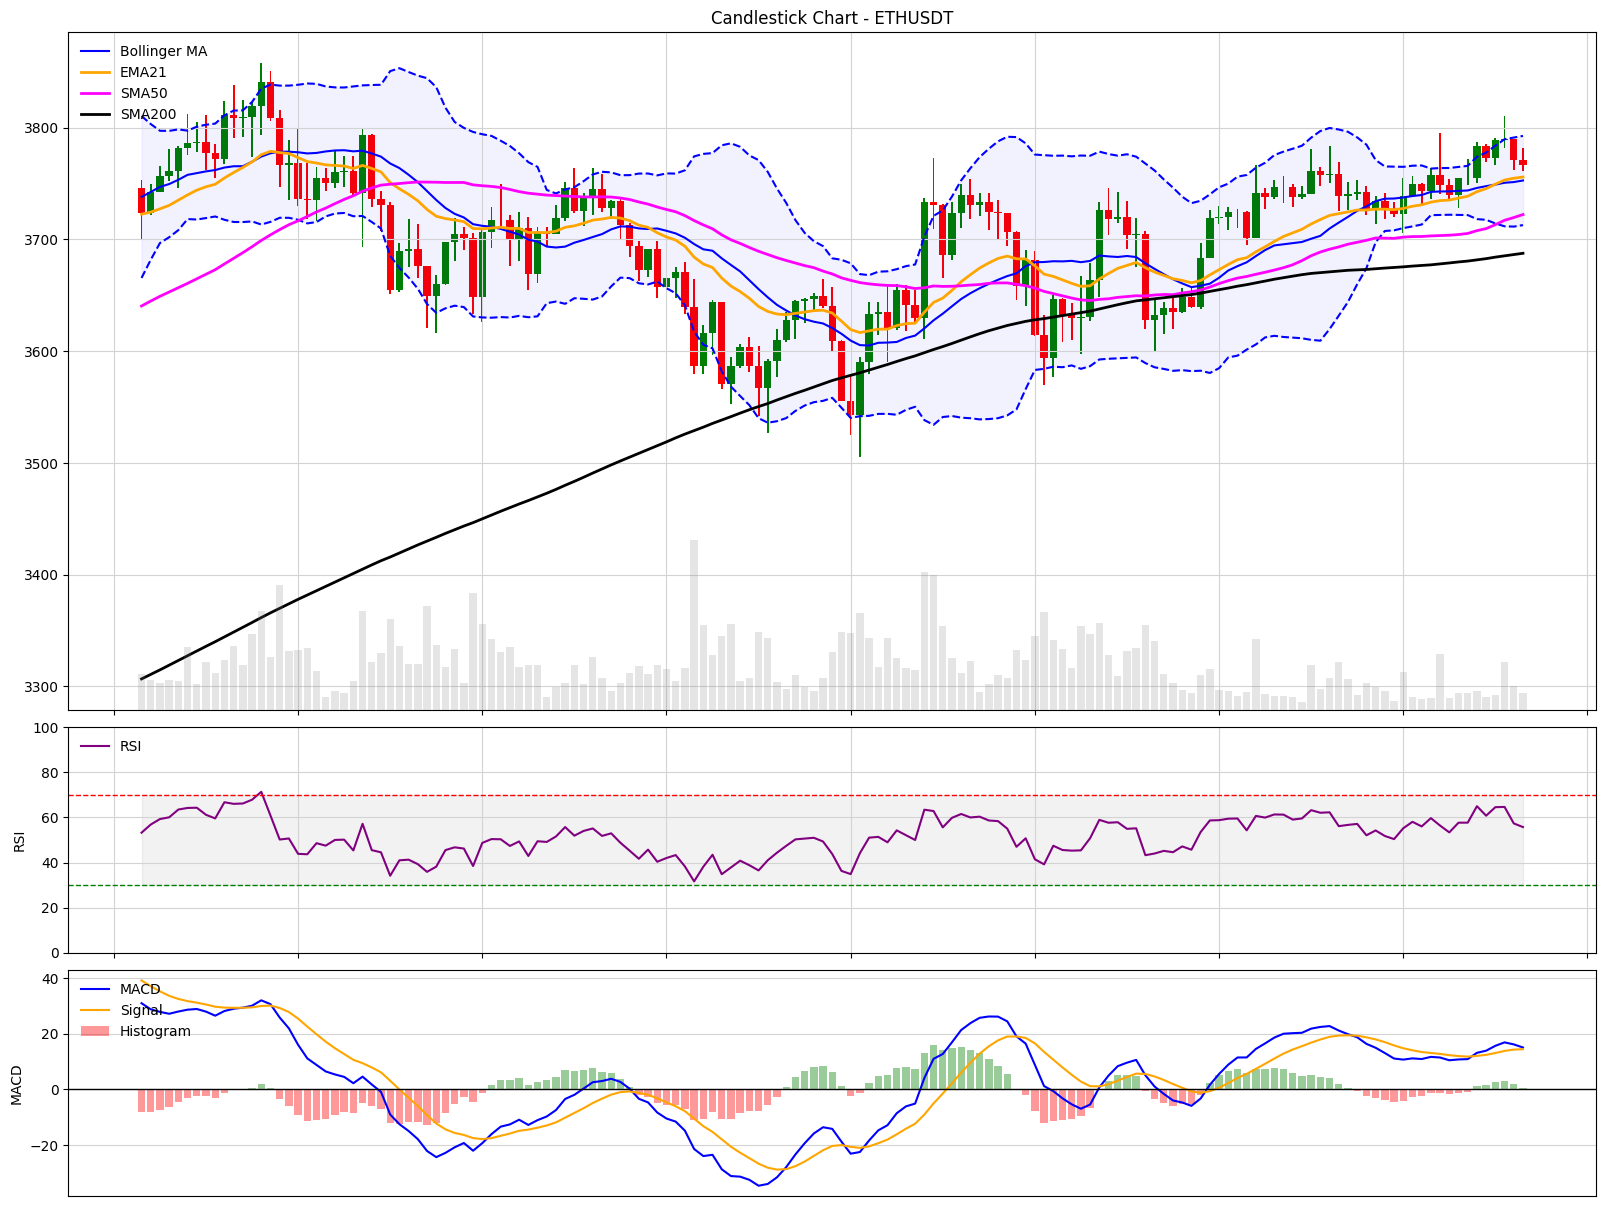 Candlestick Chart - ETHUSDT
Bollinger MA
EMA21
SMA50
SMA200
3800
3700
3600
3500
3400
3300
RSI
100
80
60
40
20
0
RSI
MACD
Signal
Histogram
40
20
0
−20
MACD